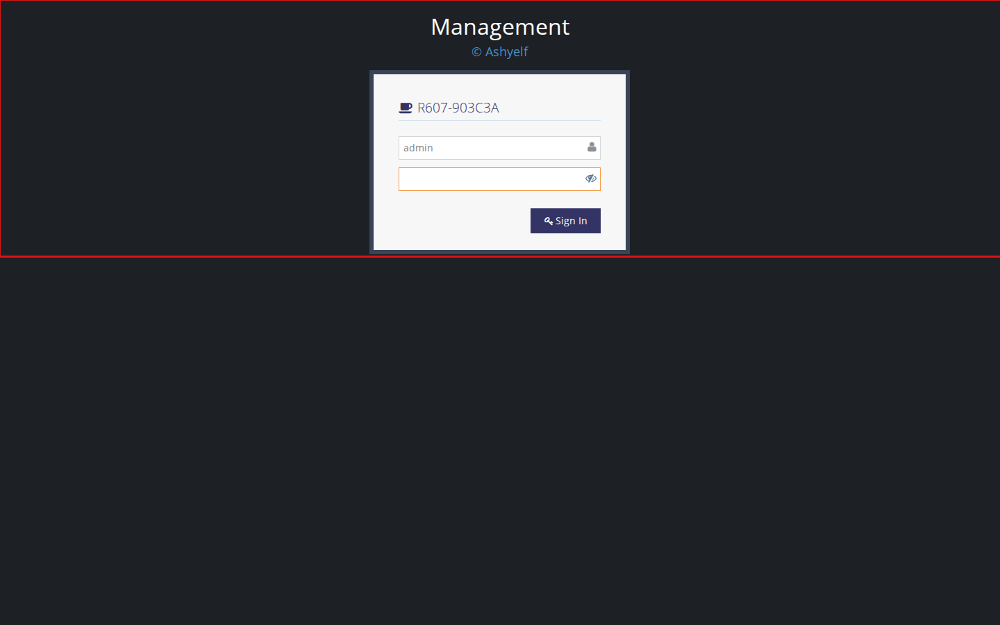 Management
© Ashyelf
R607-903C3A
admin
Sign In